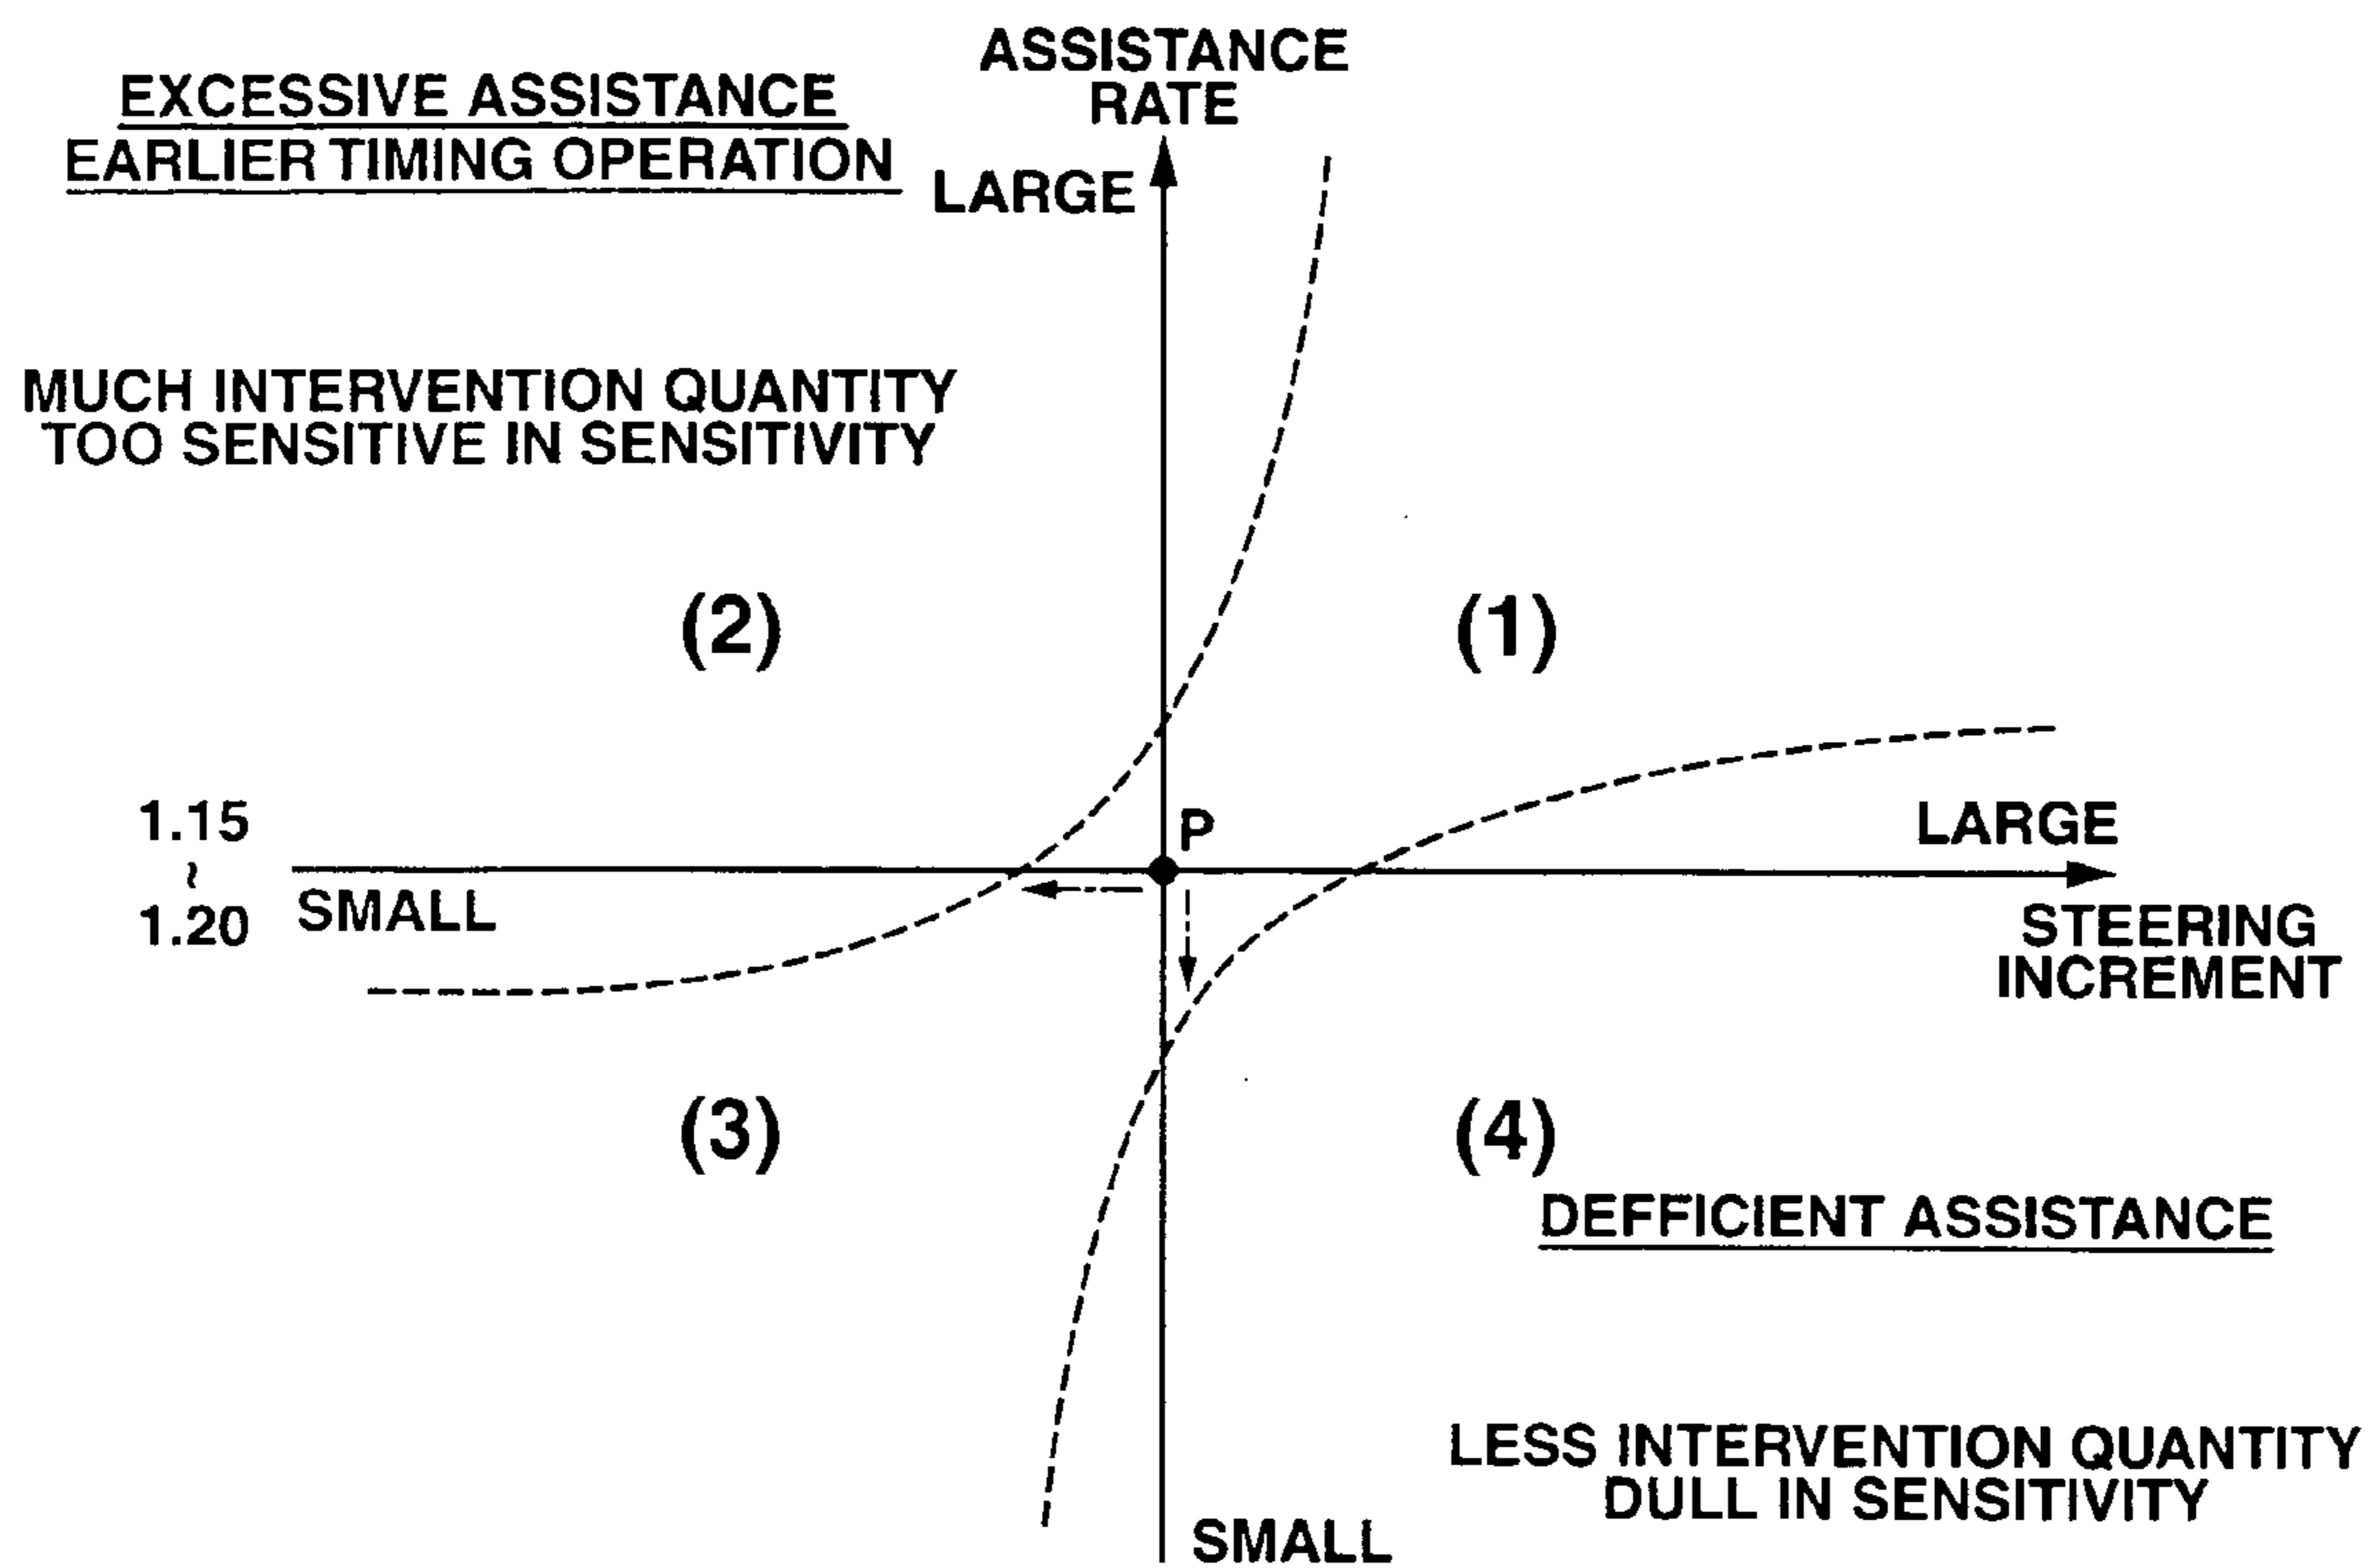 ASSISTANCE
RATE
EXCESSIVE ASSISTANCE
EARLIER TIMING OPERATION
LARGE
MUCH INTERVENTION QUANTITY
TOO SENSITIVE IN SENSITIVITY
(2)
(1)
1.15
~
1.20
P
LARGE
SMALL
STEERING
INCREMENT
(3)
(4)
DEFFICIENT ASSISTANCE
LESS INTERVENTION QUANTITY
DULL IN SENSITIVITY
SMALL